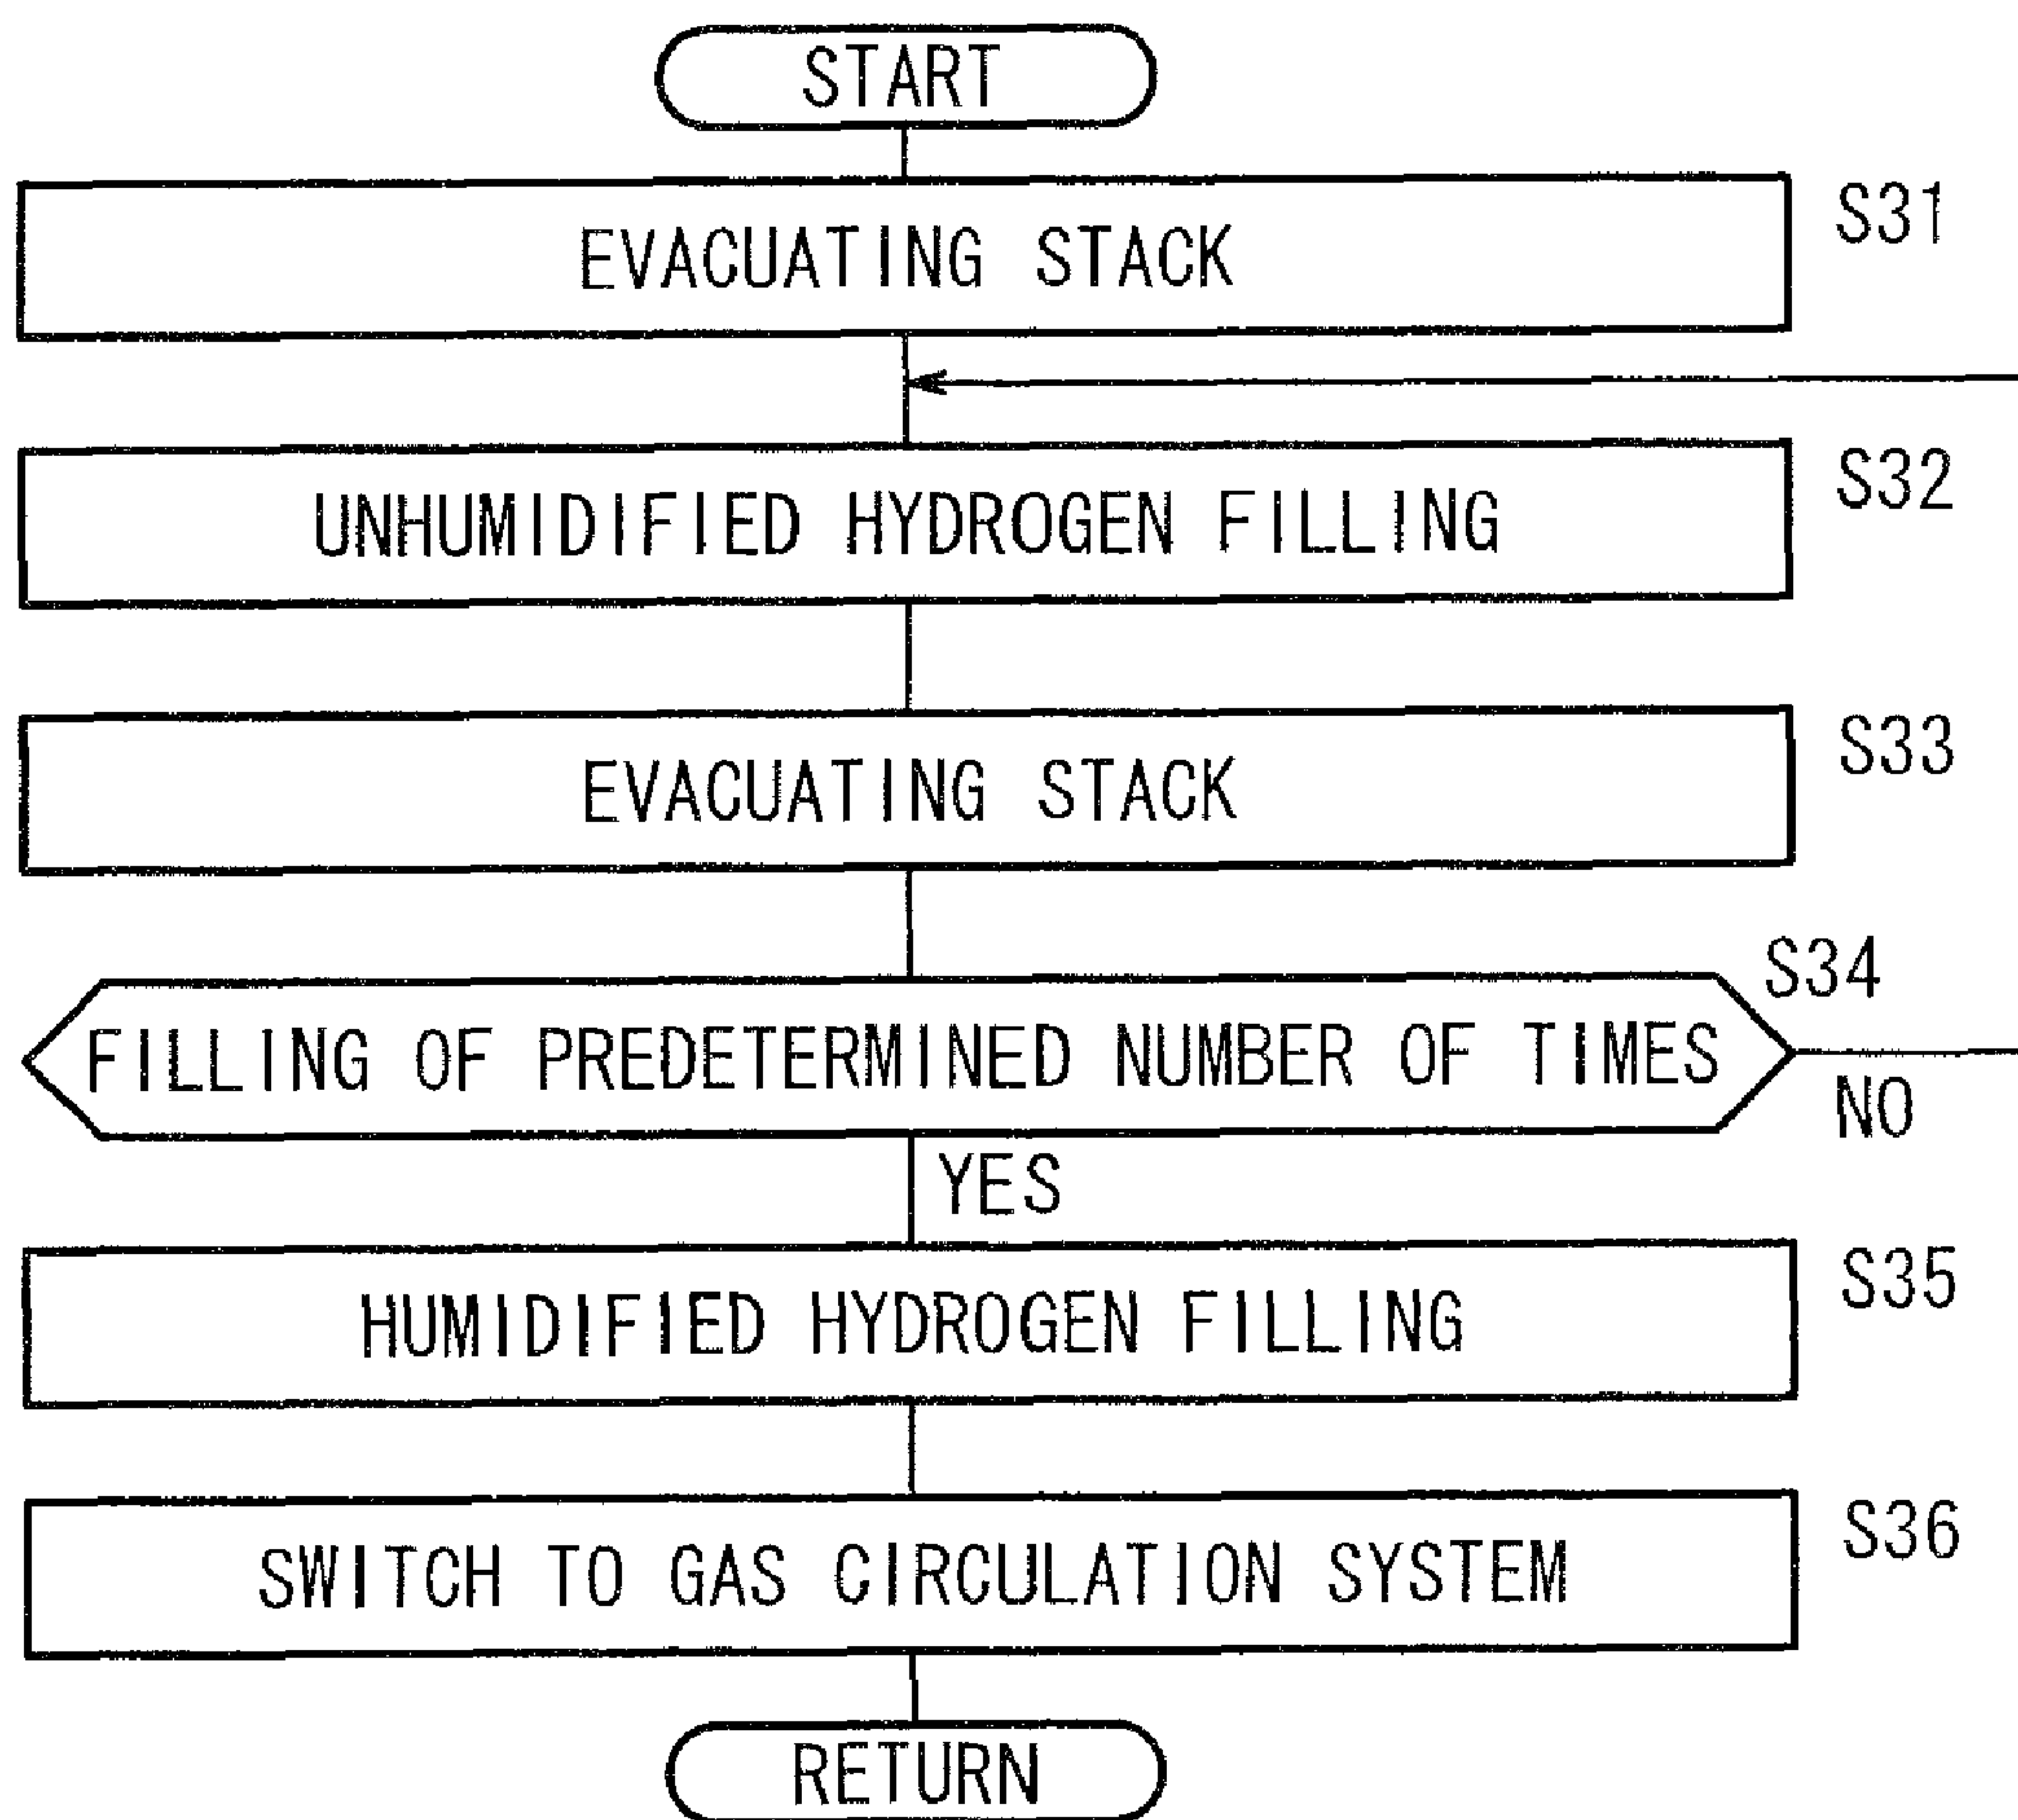 START
S31
EVACUATING STACK
S32
UNHUMIDIFIED HYDROGEN FILLING
S33
EVACUATING STACK
S34
FILLING OF PREDETERMINED NUMBER OF TIMES
NO
YES
S35
HUMIDIFIED HYDROGEN FILLING
S36
SWITCH TO GAS CIRCULATION SYSTEM
RETURN